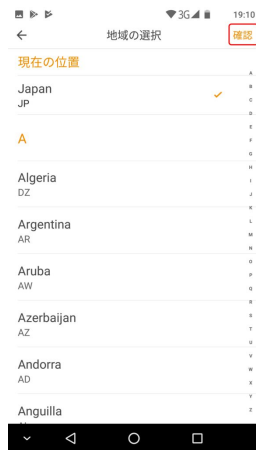 3G 19:10
地域の選択 確認
現在の位置
Japan
JP
A
Algeria
DZ
Argentina
AR
Aruba
AW
Azerbaijan
AZ
Andorra
AD
Anguilla
A
B
C
D
E
F
G
H
I
J
K
L
M
N
O
P
Q
R
S
T
U
V
W
X
Y
Z